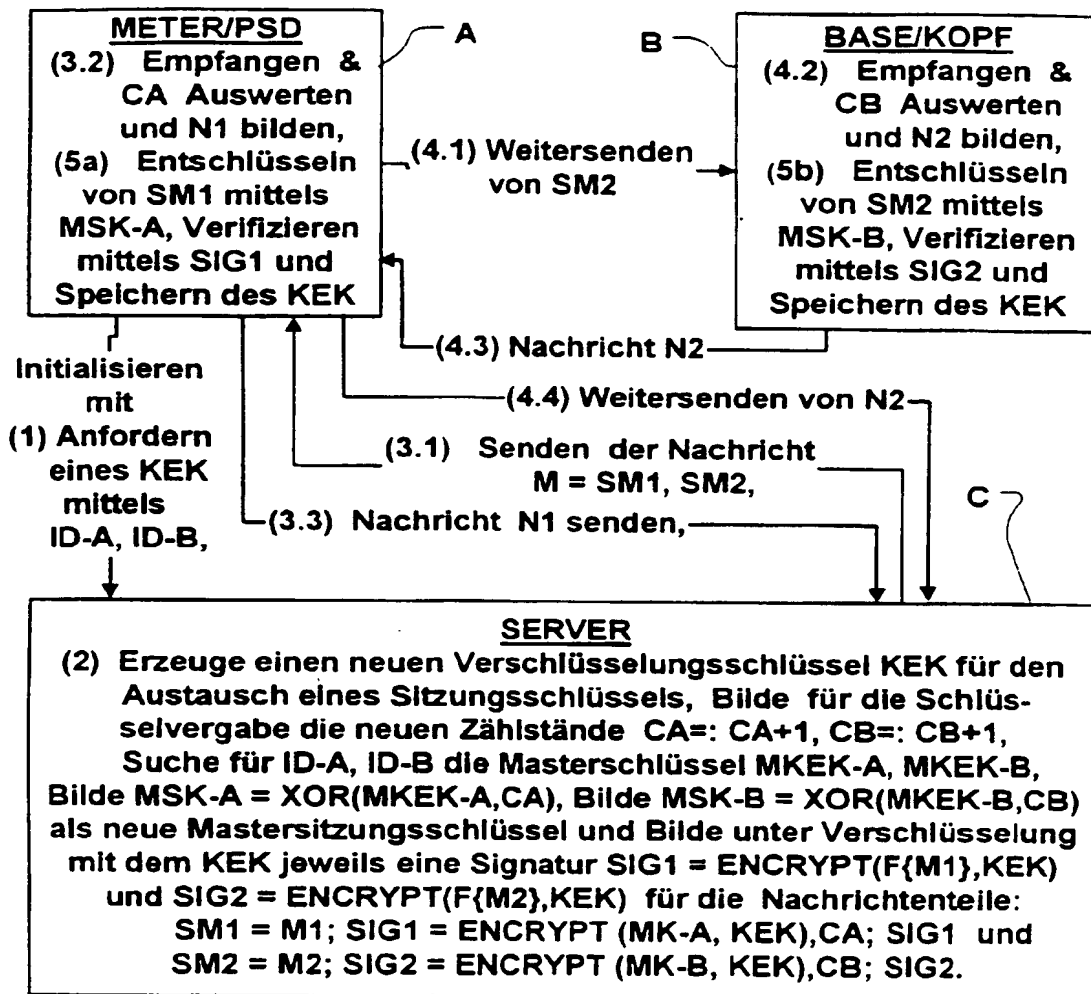 METER/PSD
(3.2) Empfangen &
CA Auswerten
und N1 bilden,
(5a) Entschlüsseln
von SM1 mittels
MSK-A, Verifizieren
mittels SIG1 und
Speichern des KEK
A
B
BASE/KOPF
(4.2) Empfangen &
CB Auswerten
und N2 bilden,
(5b) Entschlüsseln
von SM2 mittels
MSK-B, Verifizieren
mittels SIG2 und
Speichern des KEK
(4.1) Weitersenden
von SM2
(4.3) Nachricht N2
(4.4) Weitersenden von N2
Initialisieren
mit
(1) Anfordern
eines KEK
mittels
ID-A, ID-B,
(3.1) Senden der Nachricht
M = SM1, SM2,
(3.3) Nachricht N1 senden,
C
SERVER
(2) Erzeuge einen neuen Verschlüsselungsschlüssel KEK für den
Austausch eines Sitzungsschlüssels, Bilde für die Schlüs-
selvergabe die neuen Zählstände CA=: CA+1, CB=: CB+1,
Suche für ID-A, ID-B die Masterschlüssel MKEK-A, MKEK-B,
Bilde MSK-A = XOR(MKEK-A,CA), Bilde MSK-B = XOR(MKEK-B,CB)
als neue Mastersitzungsschlüssel und Bilde unter Verschlüsselung
mit dem KEK jeweils eine Signatur SIG1 = ENCRYPT(F{M1},KEK)
und SIG2 = ENCRYPT(F{M2},KEK) für die Nachrichtenteile:
SM1 = M1; SIG1 = ENCRYPT (MK-A, KEK),CA; SIG1 und
SM2 = M2; SIG2 = ENCRYPT (MK-B, KEK),CB; SIG2.